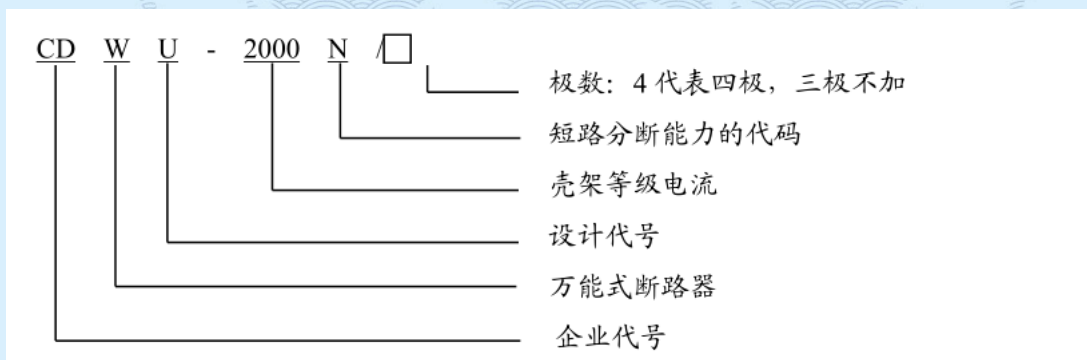 CD W U - 2000 N /□
极数：4 代表四极，三极不加
短路分断能力的代码
壳架等级电流
设计代号
万能式断路器
企业代号